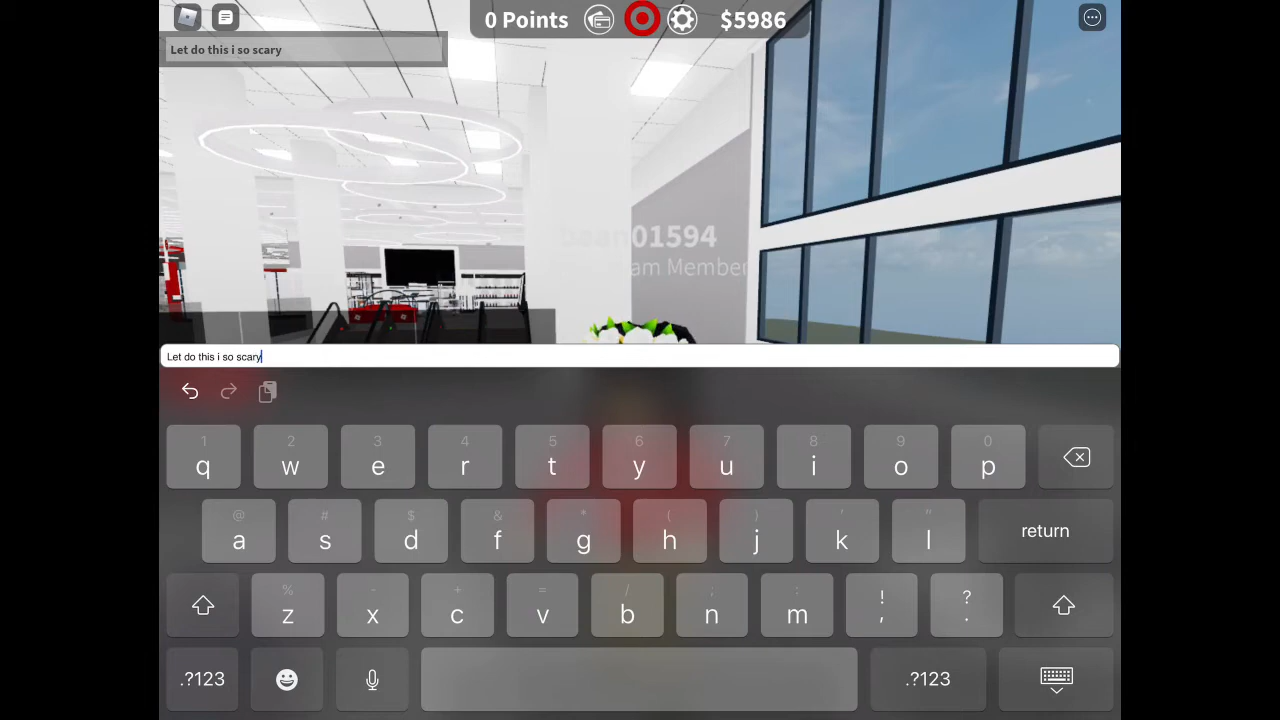 0 Points $5986
Let do this i so scary
01594
am Member
Let do this i so scary
1 2 3 4 5 6 7 8 9 0
q w e r t y u i o p
@ # $ & * ( ) ' "
a s d f g h j k l return
% - + = / ; : ! ?
z x c v b n m , .
.?123 .?123